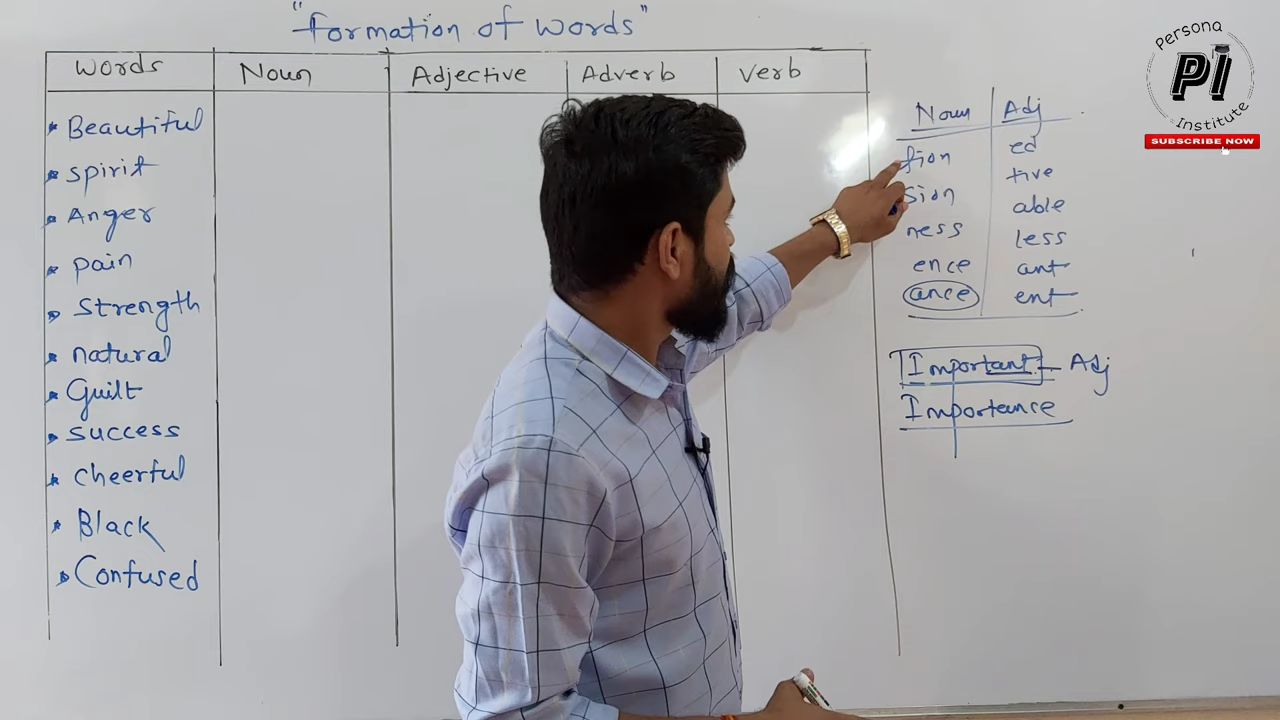 "Formation of Words"
Words Noun Adjective Adverb Verb
Beautiful
Spirit
Anger
pain
Strength
natural
Guilt
success
cheerful
Black
Confused
Noun Adj
tion ed
sion tive
ness able
ence less
ance ant
ent
Important - Adj
Importance
Persona
PI
Institute
SUBSCRIBE NOW